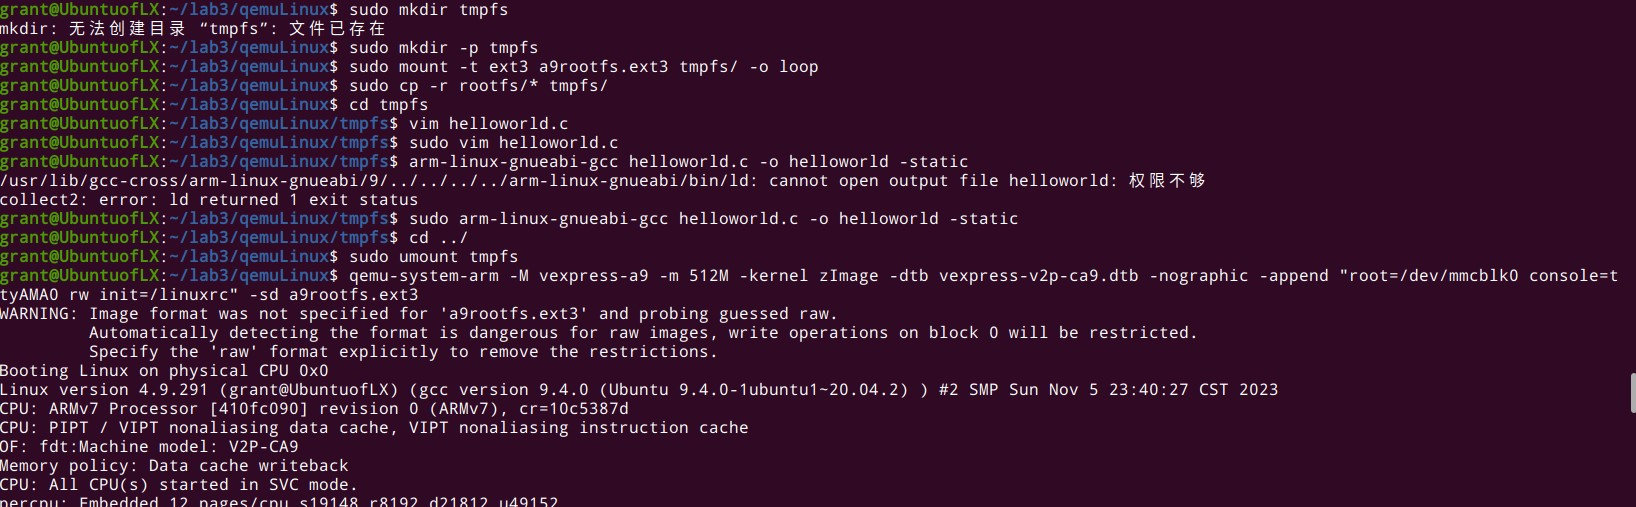 grant@UbuntuofLX:~/lab3/qemuLinux$ sudo mkdir tmpfs
mkdir: 无法创建目录 “tmpfs”: 文件已存在
grant@UbuntuofLX:~/lab3/qemuLinux$ sudo mkdir -p tmpfs
grant@UbuntuofLX:~/lab3/qemuLinux$ sudo mount -t ext3 a9rootfs.ext3 tmpfs/ -o loop
grant@UbuntuofLX:~/lab3/qemuLinux$ sudo cp -r rootfs/* tmpfs/
grant@UbuntuofLX:~/lab3/qemuLinux$ cd tmpfs
grant@UbuntuofLX:~/lab3/qemuLinux/tmpfs$ vim helloworld.c
grant@UbuntuofLX:~/lab3/qemuLinux/tmpfs$ sudo vim helloworld.c
grant@UbuntuofLX:~/lab3/qemuLinux/tmpfs$ arm-linux-gnueabi-gcc helloworld.c -o helloworld -static
/usr/lib/gcc-cross/arm-linux-gnueabi/9/../../../../arm-linux-gnueabi/bin/ld: cannot open output file helloworld: 权限不够
collect2: error: ld returned 1 exit status
grant@UbuntuofLX:~/lab3/qemuLinux/tmpfs$ sudo arm-linux-gnueabi-gcc helloworld.c -o helloworld -static
grant@UbuntuofLX:~/lab3/qemuLinux/tmpfs$ cd ../
grant@UbuntuofLX:~/lab3/qemuLinux$ sudo umount tmpfs
grant@UbuntuofLX:~/lab3/qemuLinux$ qemu-system-arm -M vexpress-a9 -m 512M -kernel zImage -dtb vexpress-v2p-ca9.dtb -nographic -append "root=/dev/mmcblk0 console=t
tyAMA0 rw init=/linuxrc" -sd a9rootfs.ext3
WARNING: Image format was not specified for 'a9rootfs.ext3' and probing guessed raw.
Automatically detecting the format is dangerous for raw images, write operations on block 0 will be restricted.
Specify the 'raw' format explicitly to remove the restrictions.
Booting Linux on physical CPU 0x0
Linux version 4.9.291 (grant@UbuntuofLX) (gcc version 9.4.0 (Ubuntu 9.4.0-1ubuntu1~20.04.2) ) #2 SMP Sun Nov 5 23:40:27 CST 2023
CPU: ARMv7 Processor [410fc090] revision 0 (ARMv7), cr=10c5387d
CPU: PIPT / VIPT nonaliasing data cache, VIPT nonaliasing instruction cache
OF: fdt:Machine model: V2P-CA9
Memory policy: Data cache writeback
CPU: All CPU(s) started in SVC mode.
percpu: Embedded 12 pages/cpu s19148 r8192 d21812 u49152